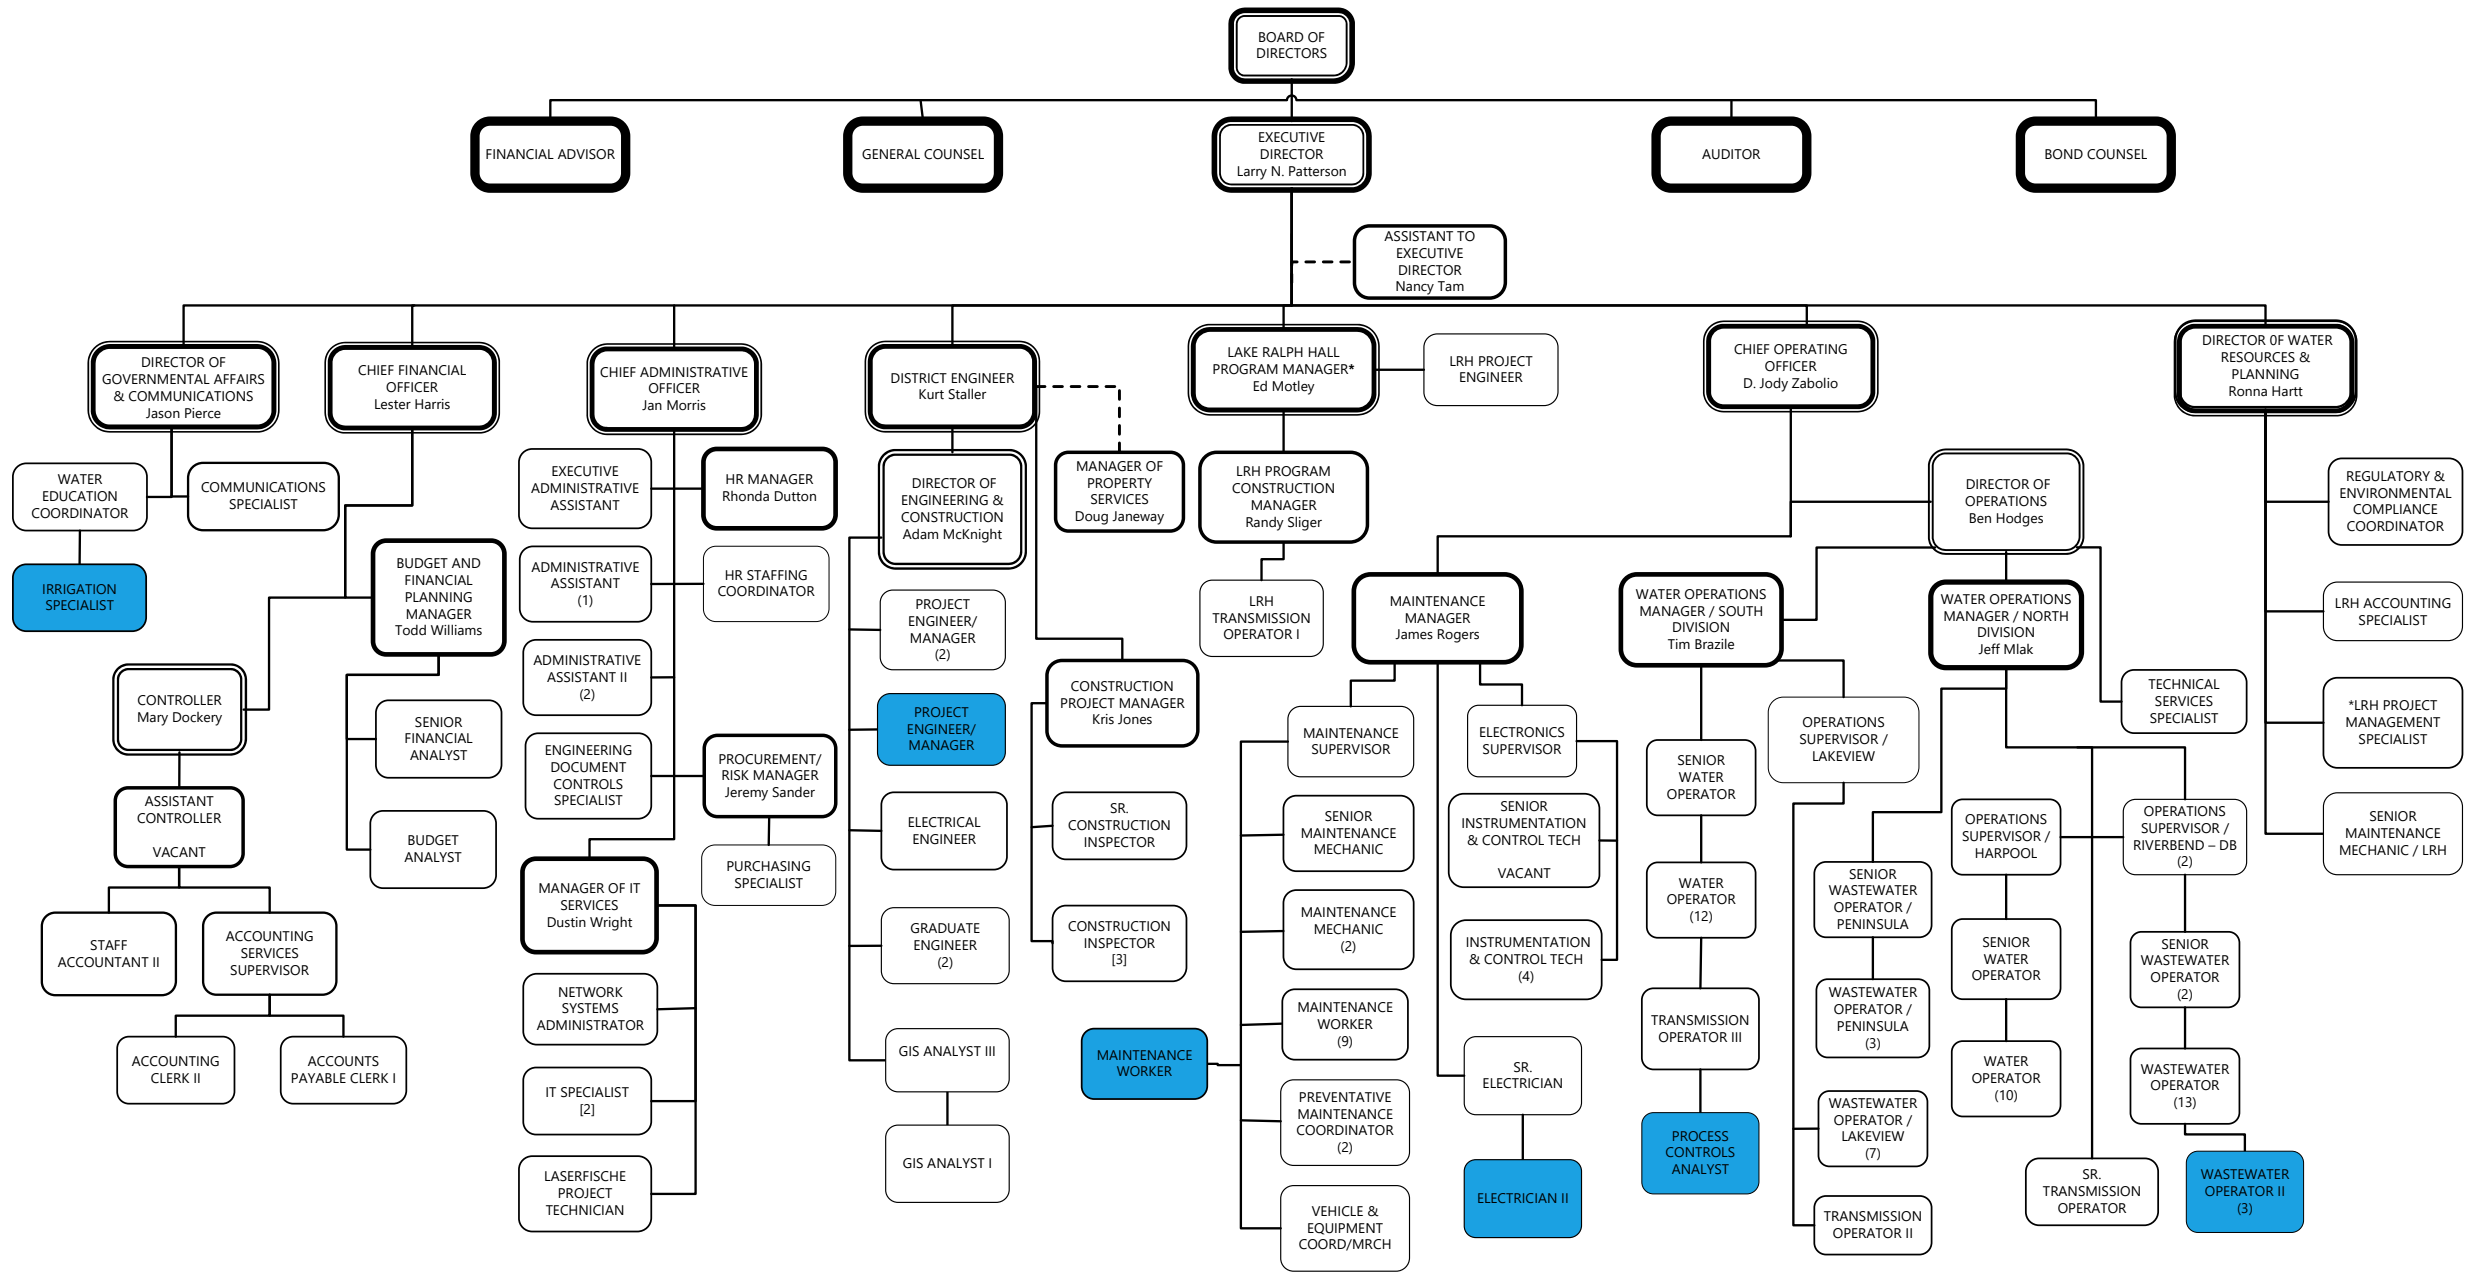 BOARD OF
DIRECTORS
FINANCIAL ADVISOR
GENERAL COUNSEL
EXECUTIVE
DIRECTOR
Larry N. Patterson
AUDITOR
BOND COUNSEL
ASSISTANT TO
EXECUTIVE
DIRECTOR
Nancy Tam
DIRECTOR OF
GOVERNMENTAL AFFAIRS
& COMMUNICATIONS
Jason Pierce
CHIEF FINANCIAL
OFFICER
Lester Harris
CHIEF ADMINISTRATIVE
OFFICER
Jan Morris
DISTRICT ENGINEER
Kurt Staller
LAKE RALPH HALL
PROGRAM MANAGER*
Ed Motley
LRH PROJECT
ENGINEER
CHIEF OPERATING
OFFICER
D. Jody Zabolio
DIRECTOR 0F WATER
RESOURCES &
PLANNING
Ronna Hartt
WATER
EDUCATION
COORDINATOR
COMMUNICATIONS
SPECIALIST
IRRIGATION
SPECIALIST
BUDGET AND
FINANCIAL
PLANNING
MANAGER
Todd Williams
CONTROLLER
Mary Dockery
SENIOR
FINANCIAL
ANALYST
BUDGET
ANALYST
ASSISTANT
CONTROLLER
VACANT
STAFF
ACCOUNTANT II
ACCOUNTING
SERVICES
SUPERVISOR
ACCOUNTING
CLERK II
ACCOUNTS
PAYABLE CLERK I
EXECUTIVE
ADMINISTRATIVE
ASSISTANT
HR MANAGER
Rhonda Dutton
ADMINISTRATIVE
ASSISTANT
(1)
HR STAFFING
COORDINATOR
ADMINISTRATIVE
ASSISTANT II
(2)
ENGINEERING
DOCUMENT
CONTROLS
SPECIALIST
PROCUREMENT/
RISK MANAGER
Jeremy Sander
PURCHASING
SPECIALIST
MANAGER OF IT
SERVICES
Dustin Wright
NETWORK
SYSTEMS
ADMINISTRATOR
IT SPECIALIST
[2]
LASERFISCHE
PROJECT
TECHNICIAN
DIRECTOR OF
ENGINEERING &
CONSTRUCTION
Adam McKnight
MANAGER OF
PROPERTY
SERVICES
Doug Janeway
PROJECT
ENGINEER/
MANAGER
(2)
PROJECT
ENGINEER/
MANAGER
ELECTRICAL
ENGINEER
GRADUATE
ENGINEER
(2)
GIS ANALYST III
GIS ANALYST I
CONSTRUCTION
PROJECT MANAGER
Kris Jones
SR.
CONSTRUCTION
INSPECTOR
CONSTRUCTION
INSPECTOR
[3]
LRH PROGRAM
CONSTRUCTION
MANAGER
Randy Sliger
LRH
TRANSMISSION
OPERATOR I
MAINTENANCE
MANAGER
James Rogers
MAINTENANCE
SUPERVISOR
SENIOR
MAINTENANCE
MECHANIC
MAINTENANCE
MECHANIC
(2)
MAINTENANCE
WORKER
(9)
MAINTENANCE
WORKER
PREVENTATIVE
MAINTENANCE
COORDINATOR
(2)
VEHICLE &
EQUIPMENT
COORD/MRCH
ELECTRONICS
SUPERVISOR
SENIOR
INSTRUMENTATION
& CONTROL TECH
VACANT
INSTRUMENTATION
& CONTROL TECH
(4)
SR.
ELECTRICIAN
ELECTRICIAN II
DIRECTOR OF
OPERATIONS
Ben Hodges
WATER OPERATIONS
MANAGER / SOUTH
DIVISION
Tim Brazile
WATER OPERATIONS
MANAGER / NORTH
DIVISION
Jeff Mlak
TECHNICAL
SERVICES
SPECIALIST
SENIOR
WATER
OPERATOR
WATER
OPERATOR
(12)
TRANSMISSION
OPERATOR III
PROCESS
CONTROLS
ANALYST
OPERATIONS
SUPERVISOR /
LAKEVIEW
SENIOR
WASTEWATER
OPERATOR /
PENINSULA
WASTEWATER
OPERATOR /
PENINSULA
(3)
WASTEWATER
OPERATOR /
LAKEVIEW
(7)
TRANSMISSION
OPERATOR II
OPERATIONS
SUPERVISOR /
HARPOOL
SENIOR
WATER
OPERATOR
WATER
OPERATOR
(10)
SR.
TRANSMISSION
OPERATOR
OPERATIONS
SUPERVISOR /
RIVERBEND – DB
(2)
SENIOR
WASTEWATER
OPERATOR
(2)
WASTEWATER
OPERATOR
(13)
WASTEWATER
OPERATOR II
(3)
REGULATORY &
ENVIRONMENTAL
COMPLIANCE
COORDINATOR
LRH ACCOUNTING
SPECIALIST
*LRH PROJECT
MANAGEMENT
SPECIALIST
SENIOR
MAINTENANCE
MECHANIC / LRH